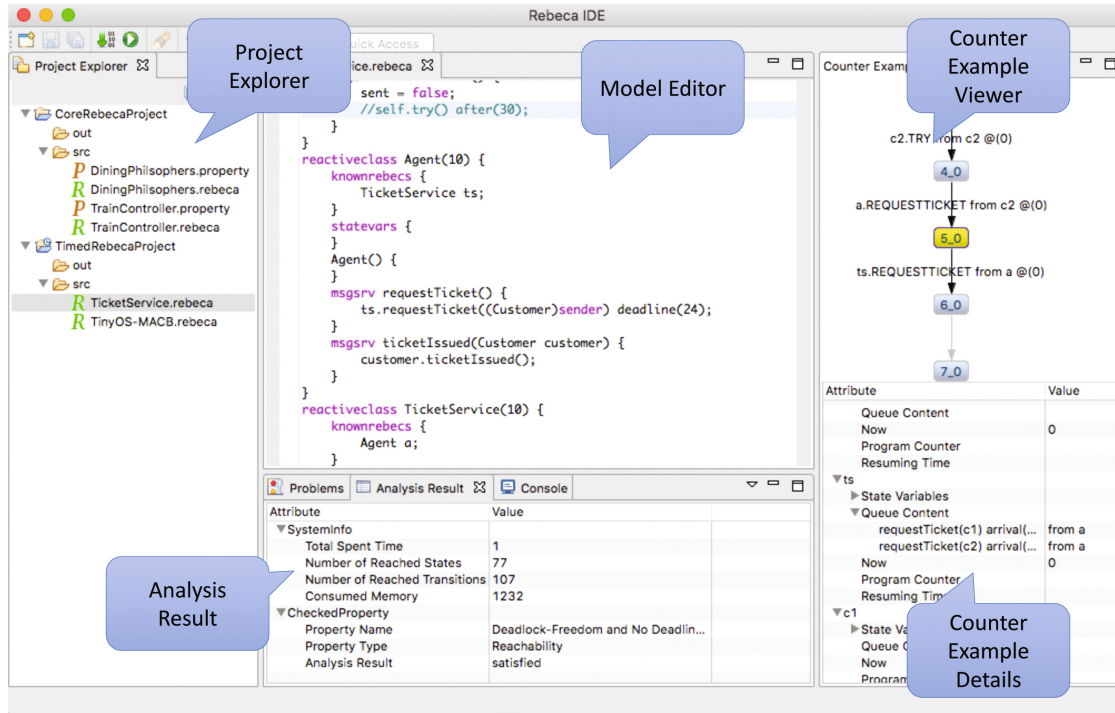 Rebeca IDE
Quick Access
Project Explorer
CoreRebecaProject
out
src
DiningPhilsophers.property
DiningPhilsophers.rebeca
TrainController.property
TrainController.rebeca
TimedRebecaProject
out
src
TicketService.rebeca
TinyOS-MACB.rebeca
Project
Explorer
ice.rebeca
sent = false;
//self.try() after(30);
}
}
reactiveclass Agent(10) {
knownrebecs {
TicketService ts;
}
statevars {
}
Agent() {
}
msgsrv requestTicket() {
ts.requestTicket((Customer)sender) deadline(24);
}
msgsrv ticketIssued(Customer customer) {
customer.ticketIssued();
}
}
reactiveclass TicketService(10) {
knownrebecs {
Agent a;
}
Model Editor
Problems Analysis Result Console
Attribute Value
SystemInfo
Total Spent Time 1
Number of Reached States 77
Number of Reached Transitions 107
Consumed Memory 1232
CheckedProperty
Property Name Deadlock-Freedom and No Deadlin...
Property Type Reachability
Analysis Result satisfied
Analysis
Result
Counter Exam
Counter
Example
Viewer
c2.TRY from c2 @(0)
4_0
a.REQUESTTICKET from c2 @(0)
5_0
ts.REQUESTTICKET from a @(0)
6_0
7_0
Attribute Value
Queue Content
Now 0
Program Counter
Resuming Time
ts
State Variables
Queue Content
requestTicket(c1) arrival(... from a
requestTicket(c2) arrival(... from a
Now 0
Program Counter
Resuming Time
c1
State Va
Queue C
Now
Program
Counter
Example
Details